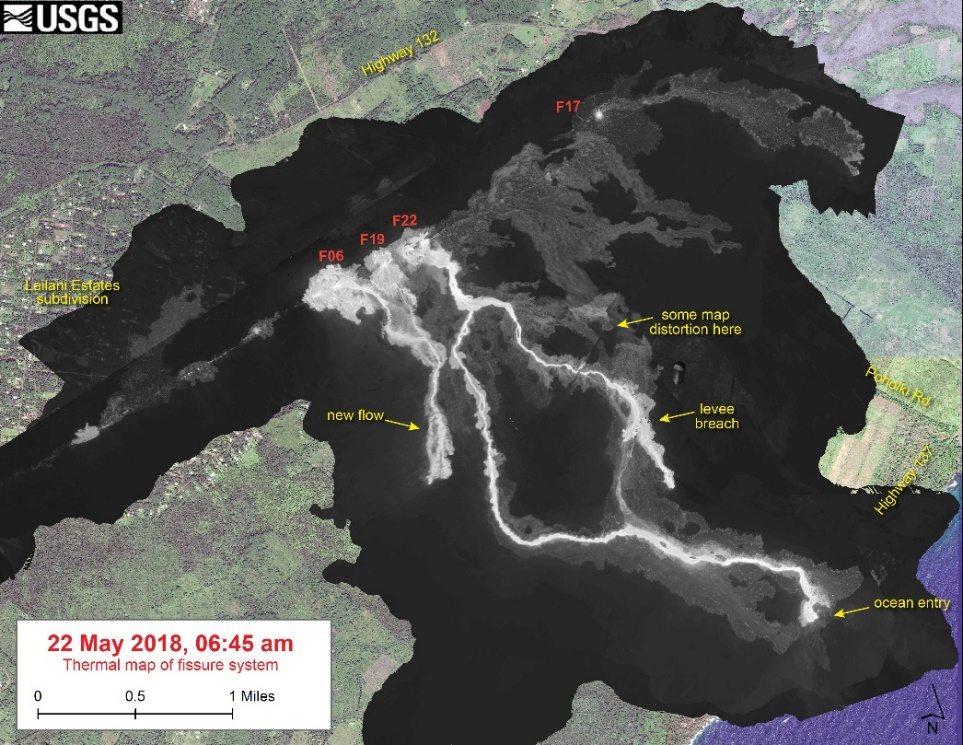 USGS
Highway 132
F17
F22
F19
F06
Leilani Estates
subdivision
some map
distortion here
Pohoiki Rd
new flow
levee
breach
Highway 137
ocean entry
22 May 2018, 06:45 am
Thermal map of fissure system
0 0.5 1 Miles
N